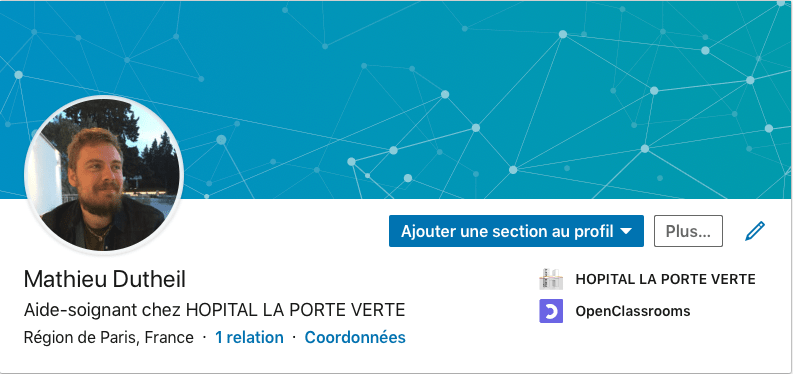 Ajouter une section au profil
Plus...
Mathieu Dutheil
HOPITAL LA PORTE VERTE
Aide-soignant chez HOPITAL LA PORTE VERTE
OpenClassrooms
Région de Paris, France · 1 relation · Coordonnées